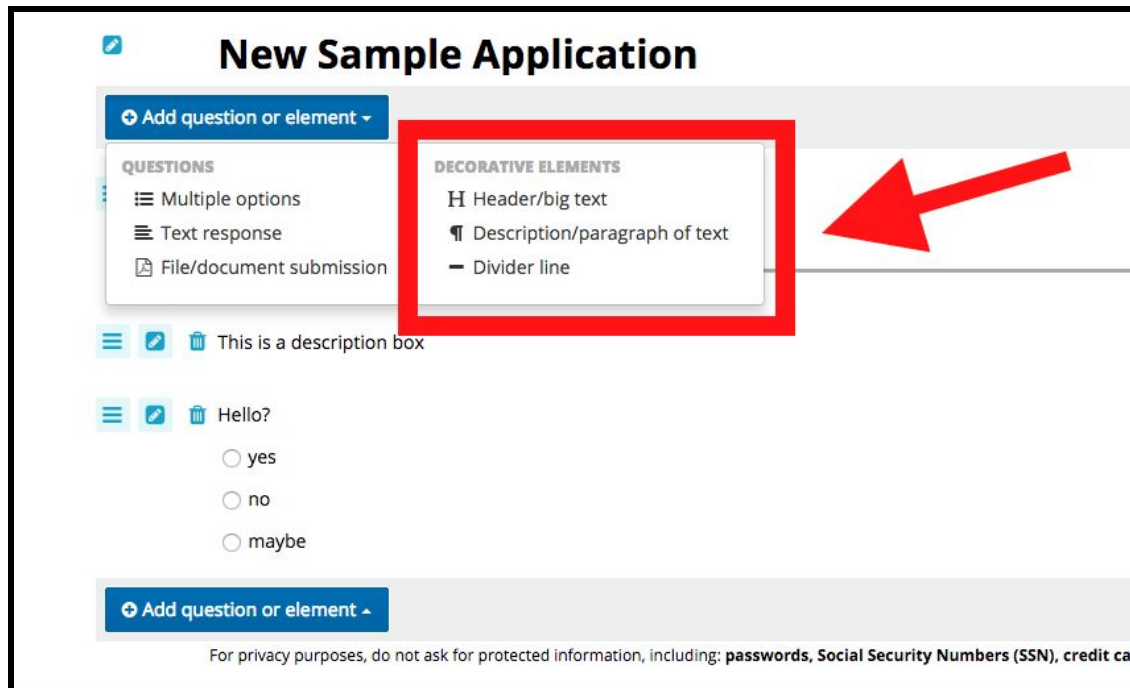 New Sample Application
Add question or element
QUESTIONS
Multiple options
Text response
File/document submission
DECORATIVE ELEMENTS
H Header/big text
¶ Description/paragraph of text
Divider line
This is a description box
Hello?
yes
no
maybe
Add question or element
For privacy purposes, do not ask for protected information, including: passwords, Social Security Numbers (SSN), credit